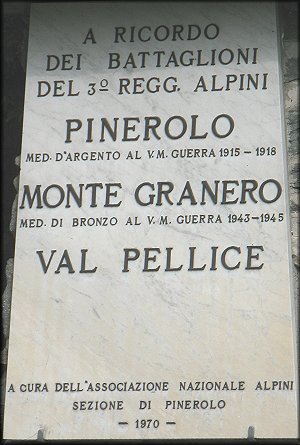 A RICORDO
DEI BATTAGLIONI
DEL 3º REGG. ALPINI
PINEROLO
MED. D'ARGENTO AL V.M. GUERRA 1915 - 1918
MONTE GRANERO
MED. DI BRONZO AL V.M. GUERRA 1943-1945
VAL PELLICE
A CURA DELL'ASSOCIAZIONE NAZIONALE ALPINI
SEZIONE DI PINEROLO
- 1970 -